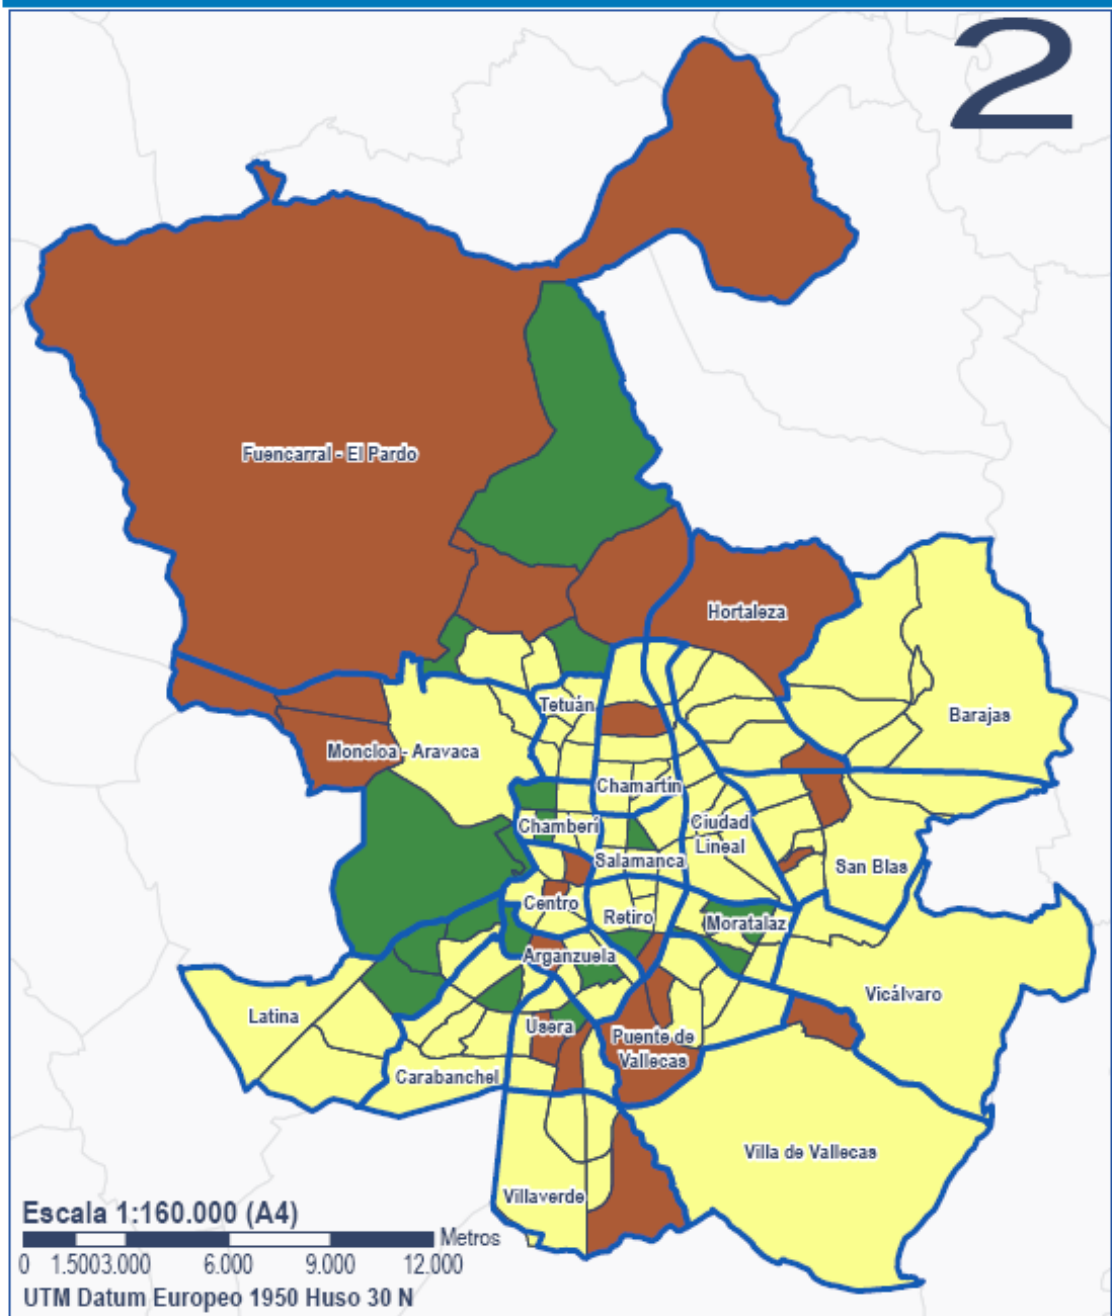 2
Fuencarral - El Pardo
Hortaleza
Barajas
Tetuán
Moncloa - Aravaca
Chamartín
Chamberí
Ciudad
Lineal
Salamanca
San Blas
Centro
Retiro
Moratalaz
Arganzuela
Vicálvaro
Latina
Usera
Puente de
Vallecas
Carabanchel
Villa de Vallecas
Villaverde
Escala 1:160.000 (A4)
Metros
0 1.5003.000 6.000 9.000 12.000
UTM Datum Europeo 1950 Huso 30 N